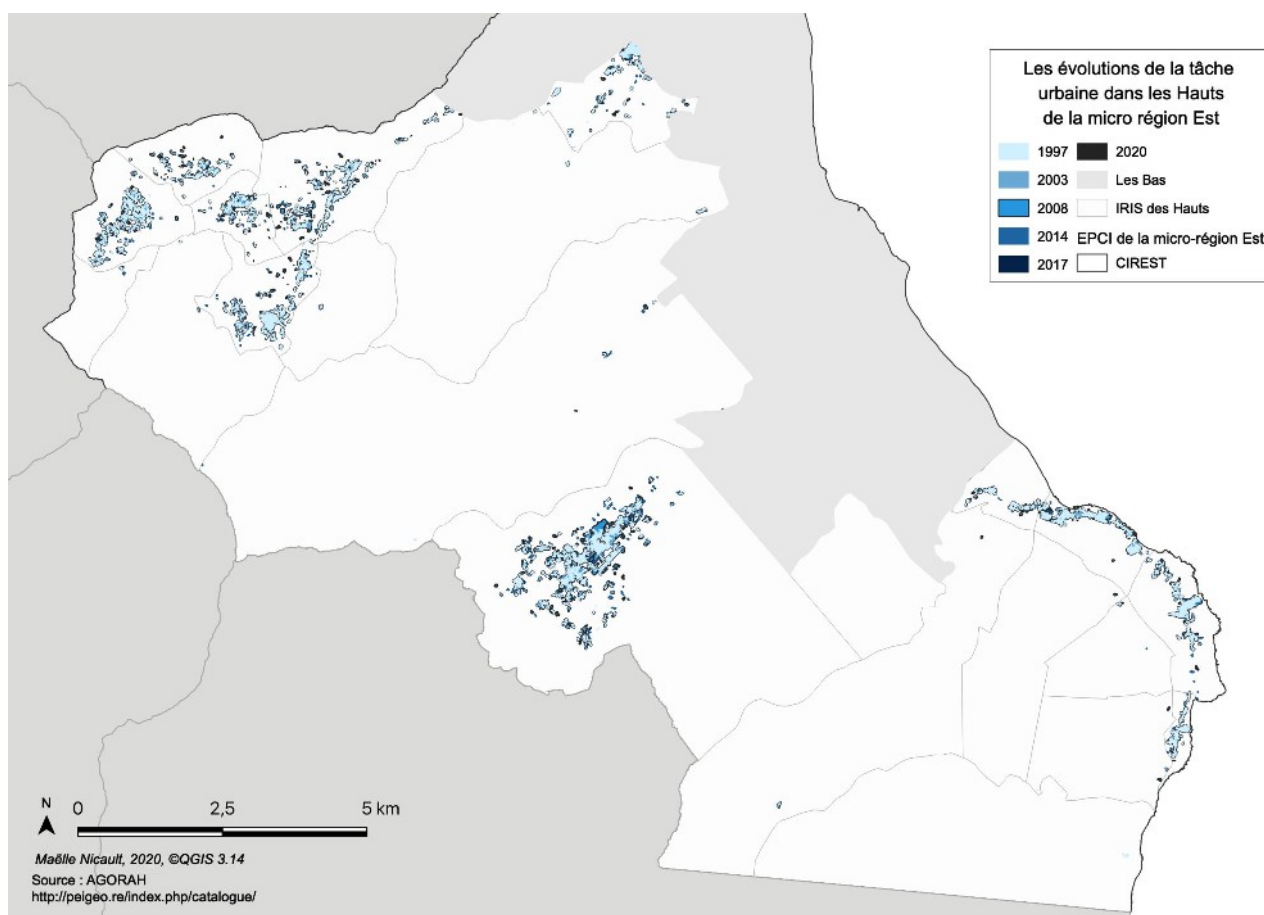 Les évolutions de la tâche
urbaine dans les Hauts
de la micro région Est
1997 2020
2003 Les Bas
2008 IRIS des Hauts
2014 EPCI de la micro-région Est
2017 CIREST
N 0 2,5 5 km
Maëlle Nicault, 2020, ©QGIS 3.14
Source : AGORAH
http://peigeo.re/index.php/catalogue/